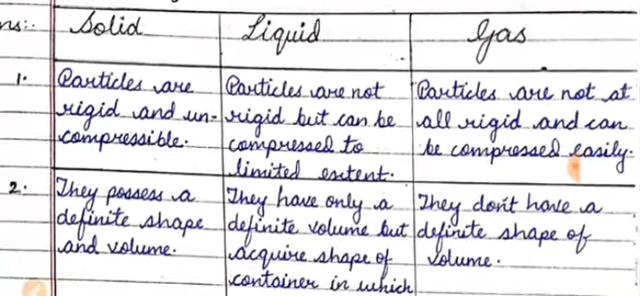 ns:- Solid Liquid Gas
1. Particles are Particles are not Particles are not at
rigid and un- rigid but can be all rigid and can
compressible. compressed to be compressed easily.
limited extent.
2. They possess a They have only a They don't have a
definite shape definite volume but definite shape of
and volume. acquire shape of volume.
container in which